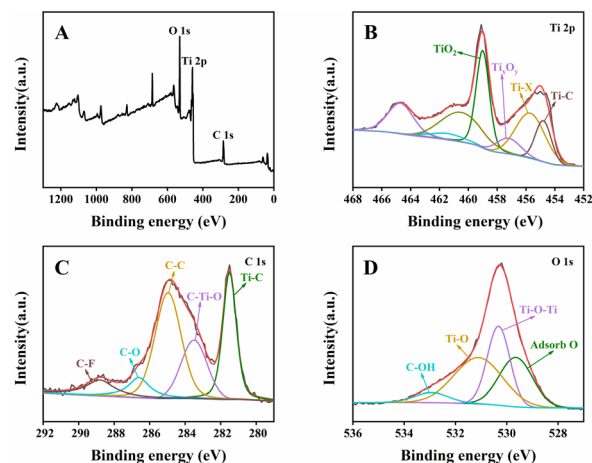 A
O 1s
Ti 2p
C 1s
Intensity(a.u.)
1200 1000 800 600 400 200 0
Binding energy (eV)
B
Ti 2p
TiO2
TixOy
Ti-X
Ti-C
Intensity(a.u.)
468 466 464 462 460 458 456 454 452
Binding energy (eV)
C
C 1s
C-C
Ti-C
C-Ti-O
C-O
C-F
Intensity(a.u.)
292 290 288 286 284 282 280
Binding energy (eV)
D
O 1s
Ti-O-Ti
Ti-O
Adsorb O
C-OH
Intensity(a.u.)
536 534 532 530 528
Binding energy (eV)